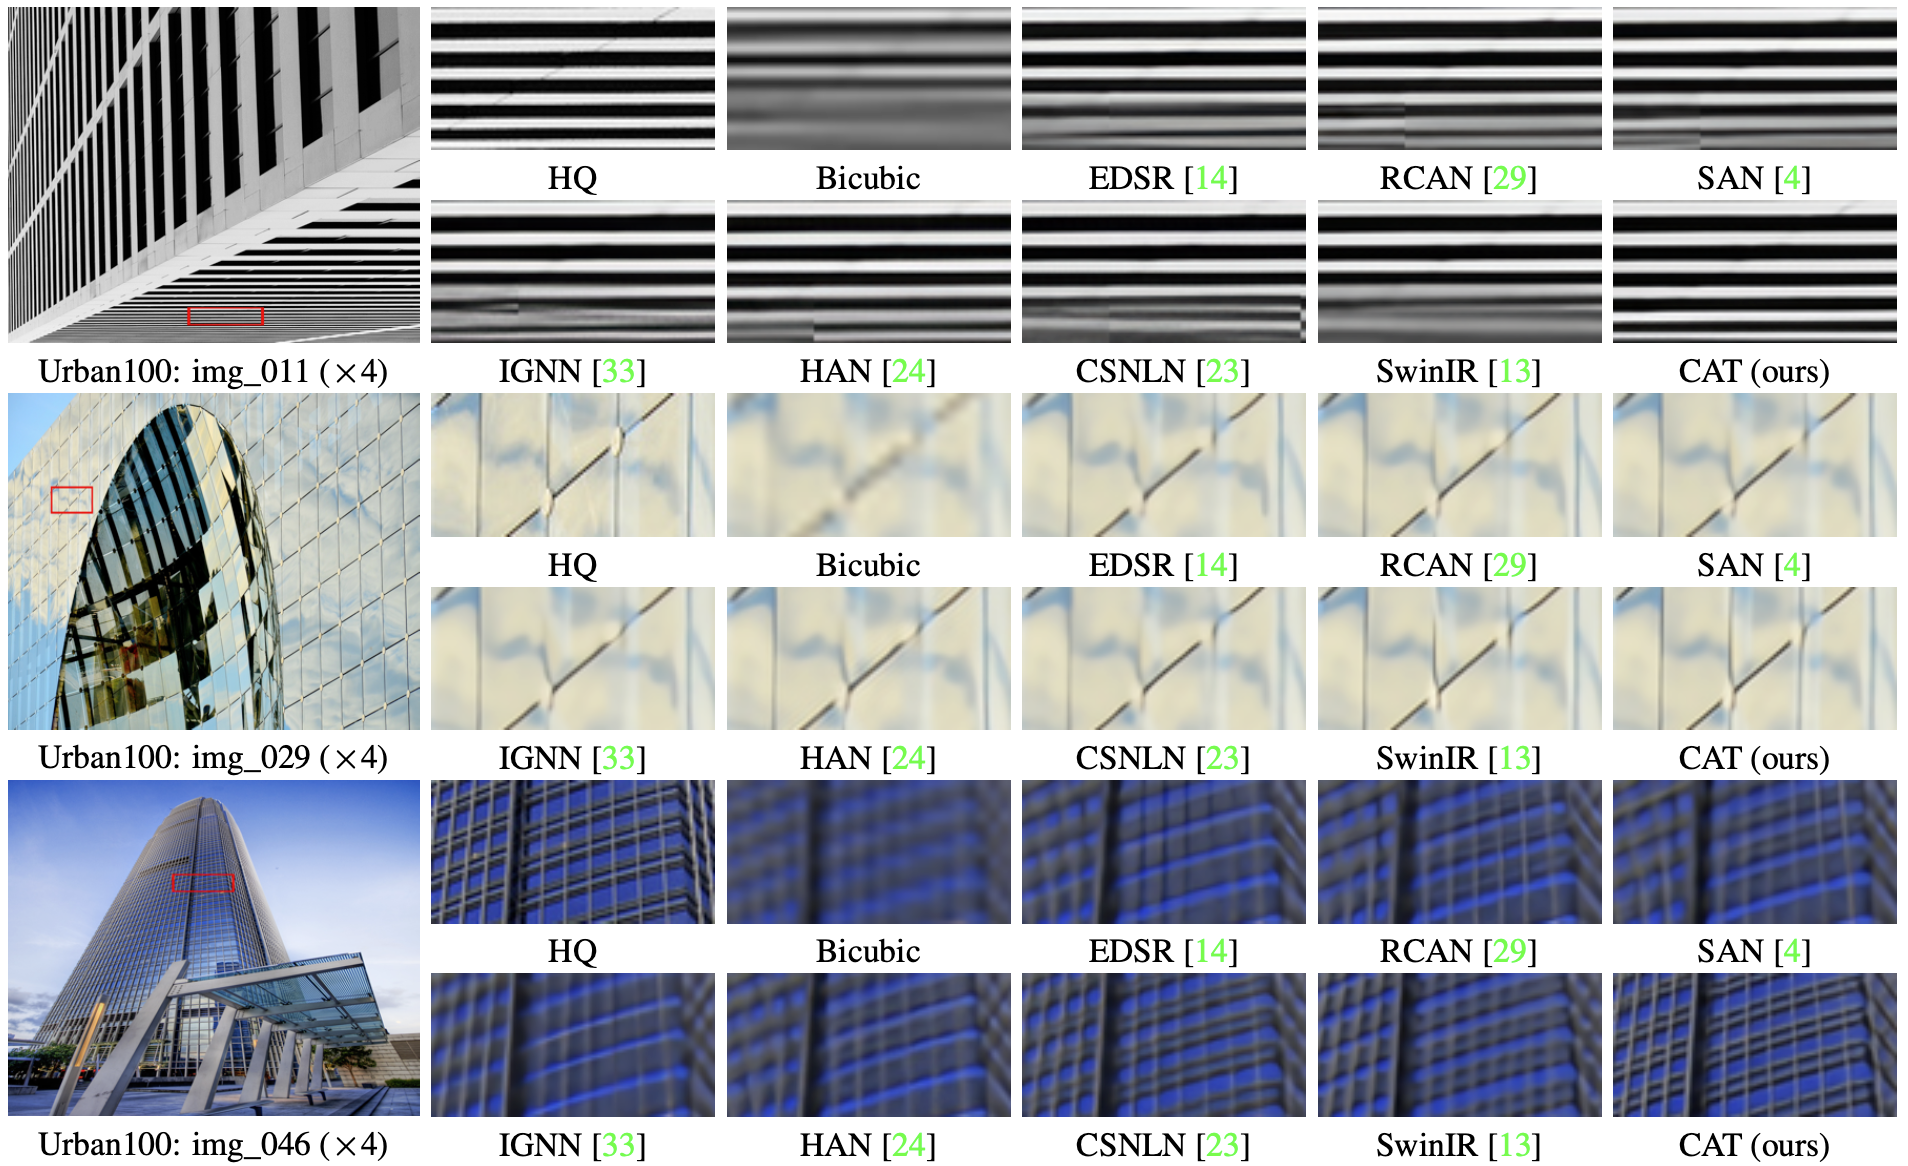 HQ Bicubic EDSR [14] RCAN [29] SAN [4]
Urban100: img_011 (×4) IGNN [33] HAN [24] CSNLN [23] SwinIR [13] CAT (ours)
HQ Bicubic EDSR [14] RCAN [29] SAN [4]
Urban100: img_029 (×4) IGNN [33] HAN [24] CSNLN [23] SwinIR [13] CAT (ours)
HQ Bicubic EDSR [14] RCAN [29] SAN [4]
Urban100: img_046 (×4) IGNN [33] HAN [24] CSNLN [23] SwinIR [13] CAT (ours)